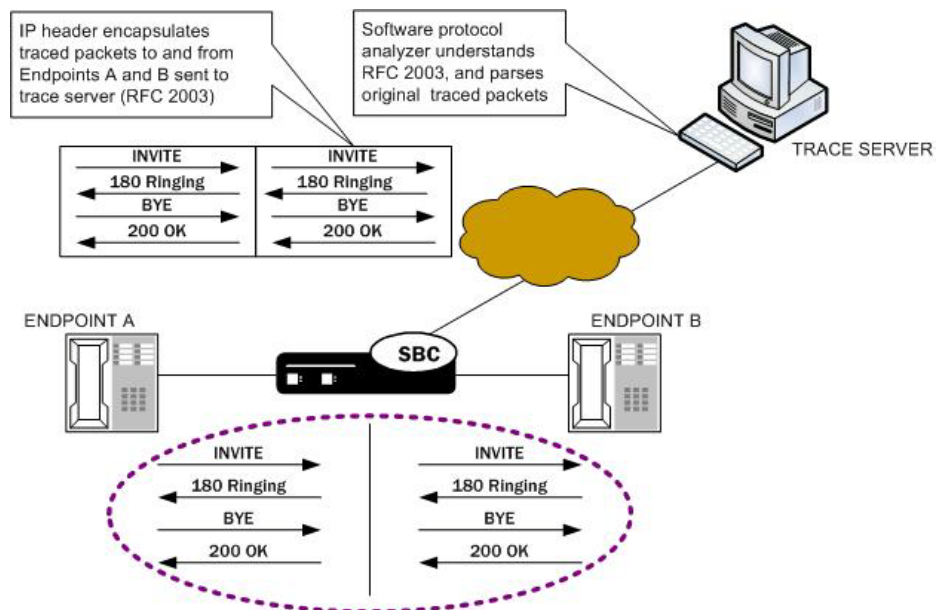 IP header encapsulates
traced packets to and from
Endpoints A and B sent to
trace server (RFC 2003)
Software protocol
analyzer understands
RFC 2003, and parses
original traced packets
TRACE SERVER
INVITE
180 Ringing
BYE
200 OK
INVITE
180 Ringing
BYE
200 OK
ENDPOINT A
SBC
ENDPOINT B
INVITE
180 Ringing
BYE
200 OK
INVITE
180 Ringing
BYE
200 OK